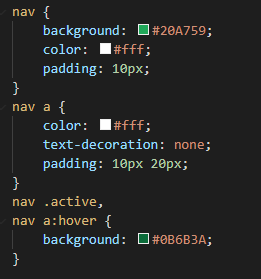 nav {
    background: #20A759;
    color: #fff;
    padding: 10px;
}
nav a {
    color: #fff;
    text-decoration: none;
    padding: 10px 20px;
}
nav .active,
nav a:hover {
    background: #0B6B3A;